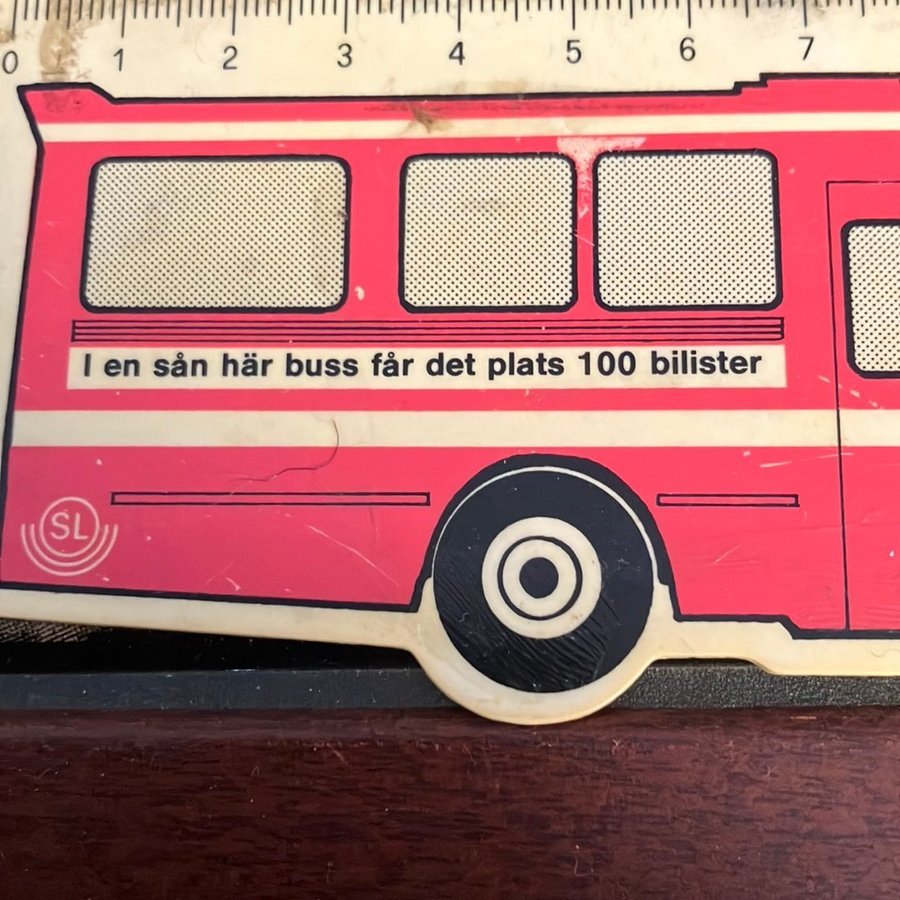 0 1 2 3 4 5 6 7
I en sån här buss får det plats 100 bilister
SL